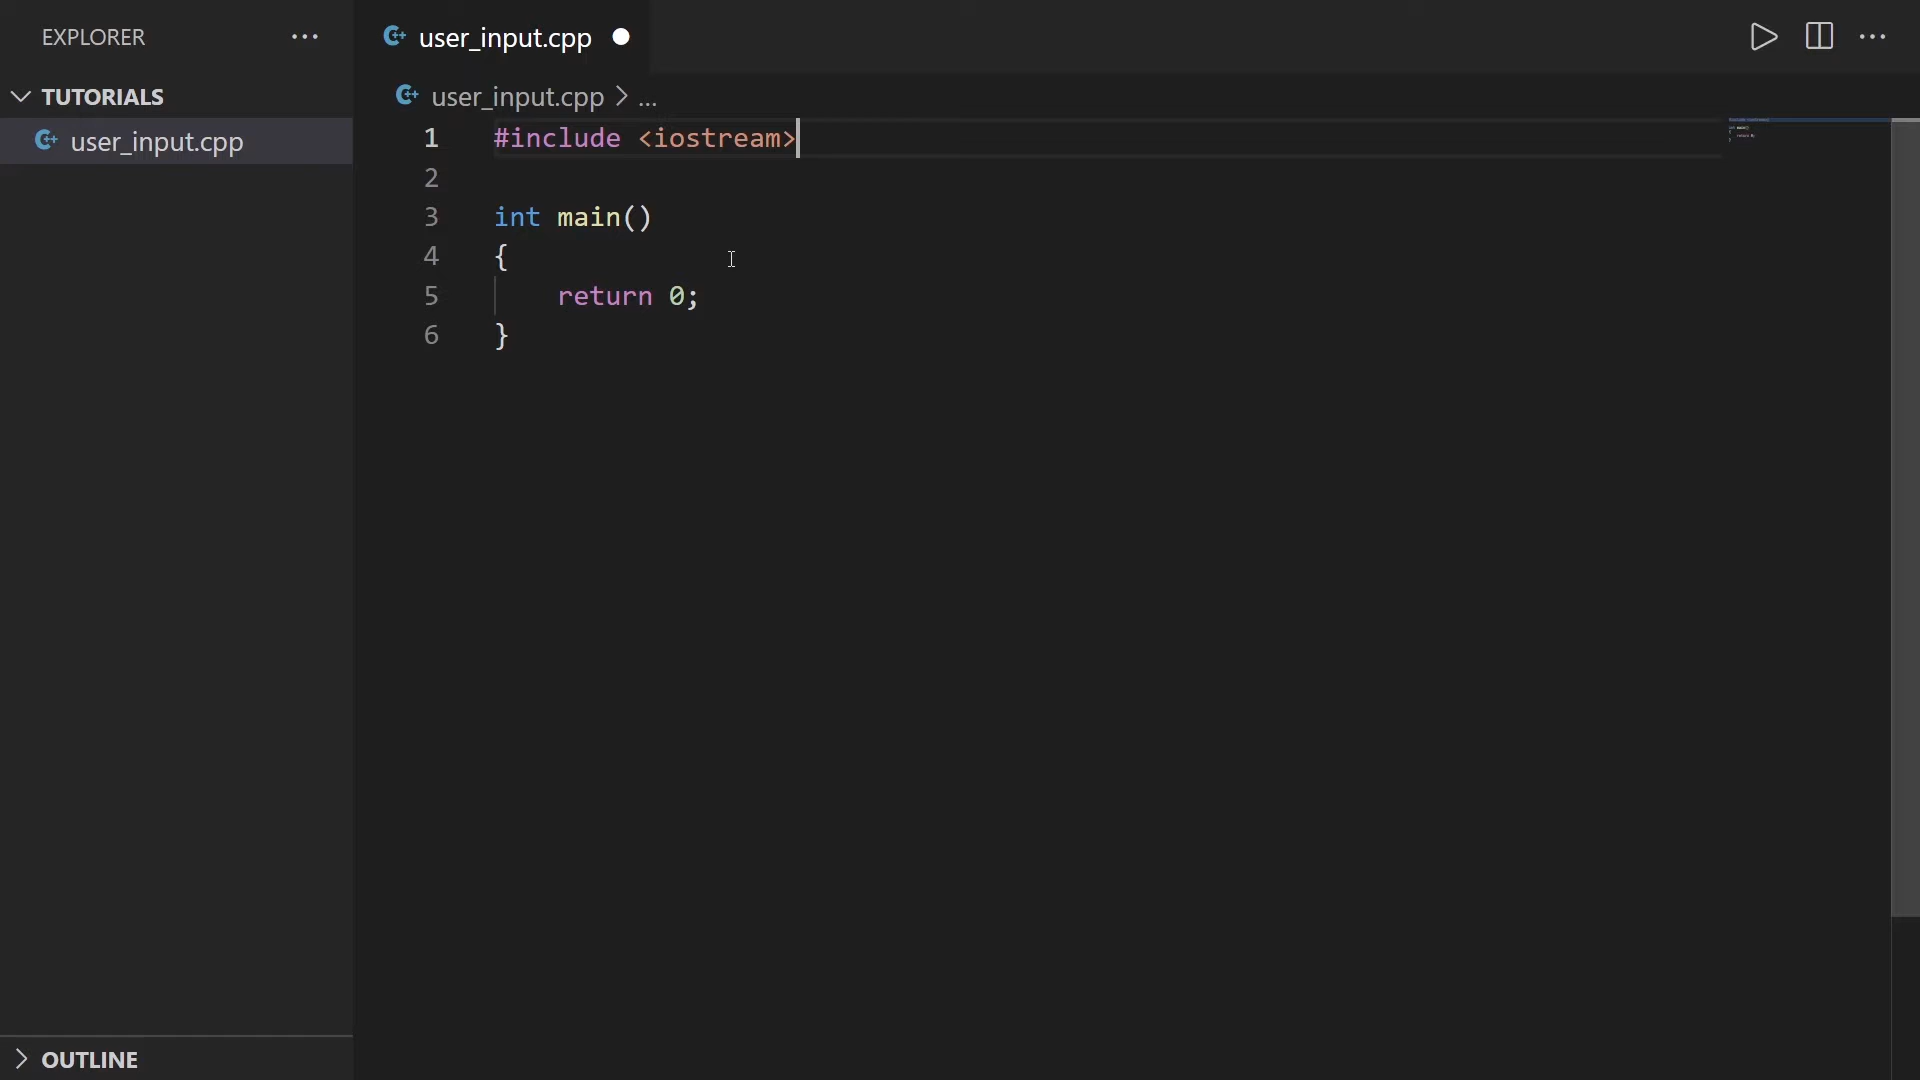 EXPLORER
TUTORIALS
user_input.cpp
OUTLINE
user_input.cpp
user_input.cpp > ...
1 #include <iostream>
2
3 int main()
4 {
5     return 0;
6 }